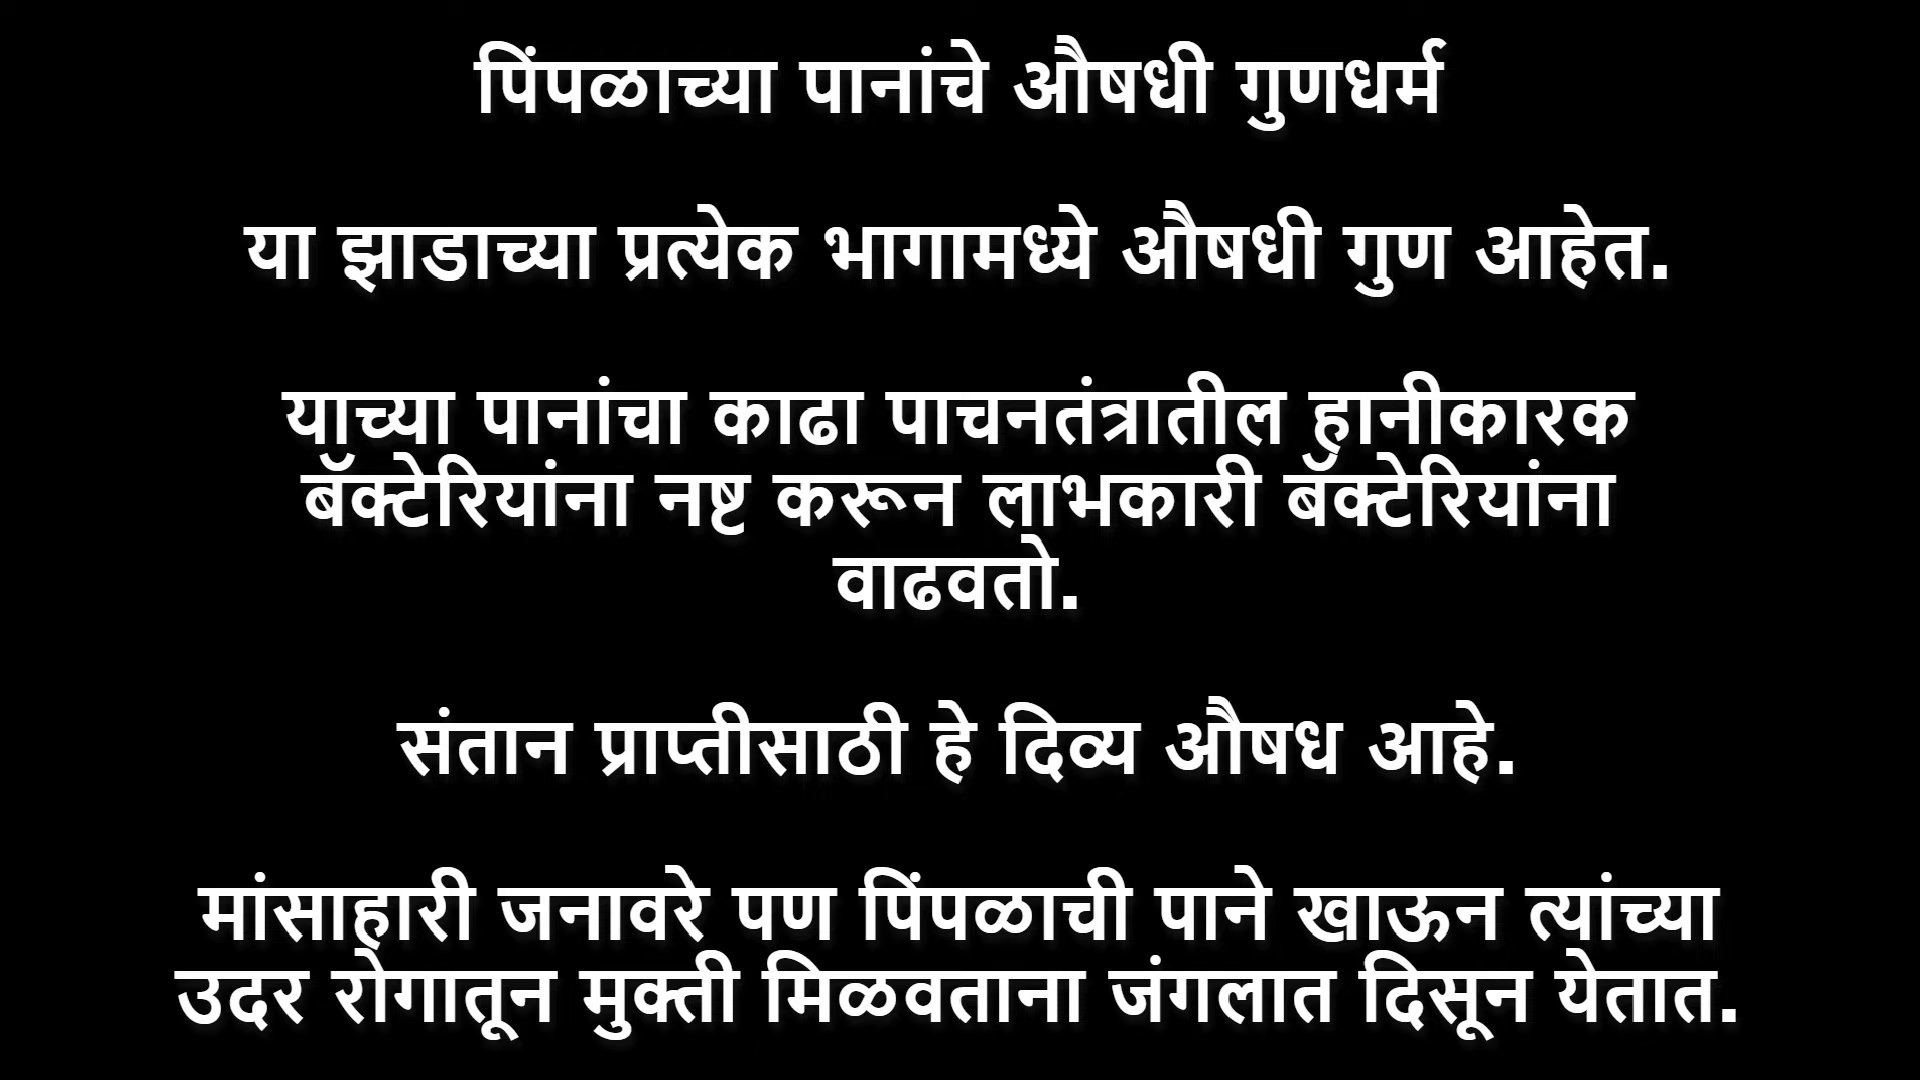 पिंपळाच्या पानांचे औषधी गुणधर्म
या झाडाच्या प्रत्येक भागामध्ये औषधी गुण आहेत.
याच्या पानांचा काढा पाचनतंत्रातील हानीकारक
बॅक्टेरियांना नष्ट करून लाभकारी बॅक्टेरियांना
वाढवतो.
संतान प्राप्तीसाठी हे दिव्य औषध आहे.
मांसाहारी जनावरे पण पिंपळाची पाने खाऊन त्यांच्या
उदर रोगातून मुक्ती मिळवताना जंगलात दिसून येतात.